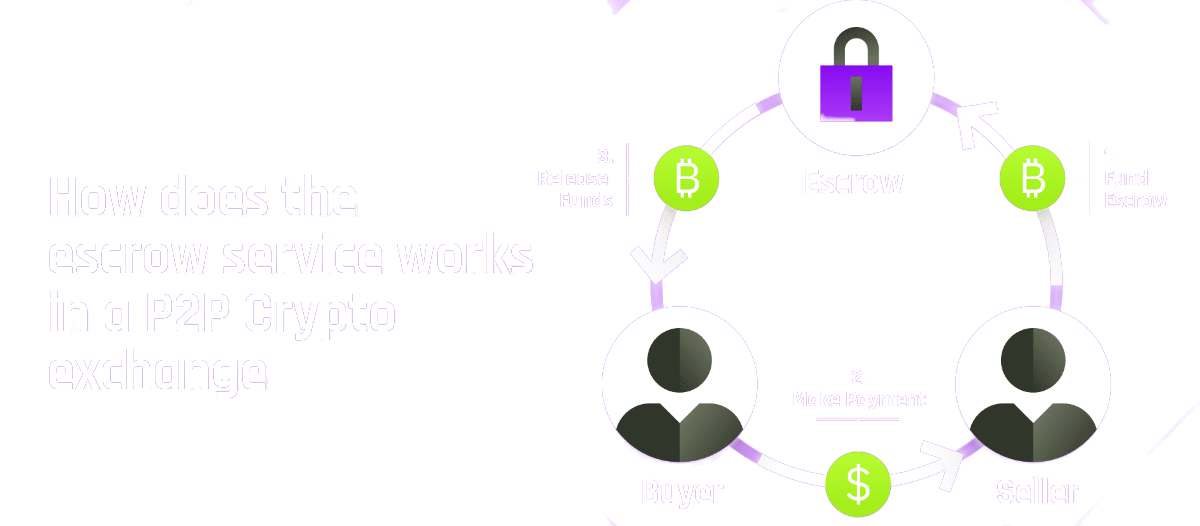 How does the
escrow service works
in a P2P Crypto
exchange
Escrow
1.
Fund
Escrow
2
Make Payment
3.
Release
Funds
Buyer
Seller
$